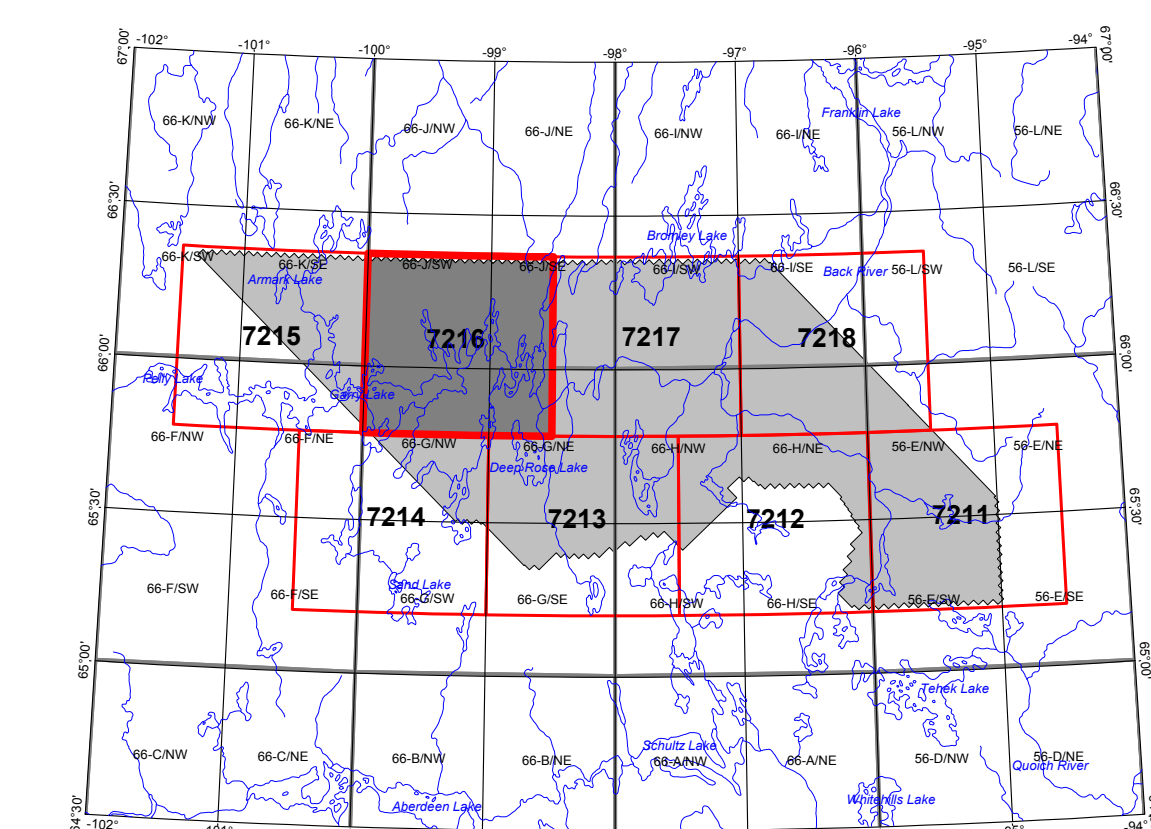 -102°
-101°
-100°
-99°
-98°
-97°
-96°
-95°
-94°
67°00'
67°00'
Franklin Lake
66-K/NW
66-K/NE
66-J/NW
66-J/NE
66-I/NW
66-I/NE
56-L/NW
56-L/NE
66°30'
66°30'
Bromley Lake
66-K/SW
66-K/SE
66-J/SW
66-J/SE
66-I/SW
66-I/SE
Back River
56-L/SW
56-L/SE
Armark Lake
7215
7216
7217
7218
66°00'
66°00'
Pelly Lake
Garry Lake
66-F/NW
66-F/NE
66-G/NW
66-G/NE
66-H/NW
66-H/NE
56-E/NW
56-E/NE
Deep Rose Lake
65°30'
65°30'
7214
7213
7212
7211
Sand Lake
66-F/SW
66-F/SE
66-G/SW
66-G/SE
66-H/SW
66-H/SE
56-E/SW
56-E/SE
65°00'
65°00'
Tehek Lake
Schultz Lake
66-C/NW
66-C/NE
66-B/NW
66-B/NE
66-A/NW
66-A/NE
56-D/NW
56-D/NE
Quoich River
Aberdeen Lake
Whitehills Lake
64°30'
-102°